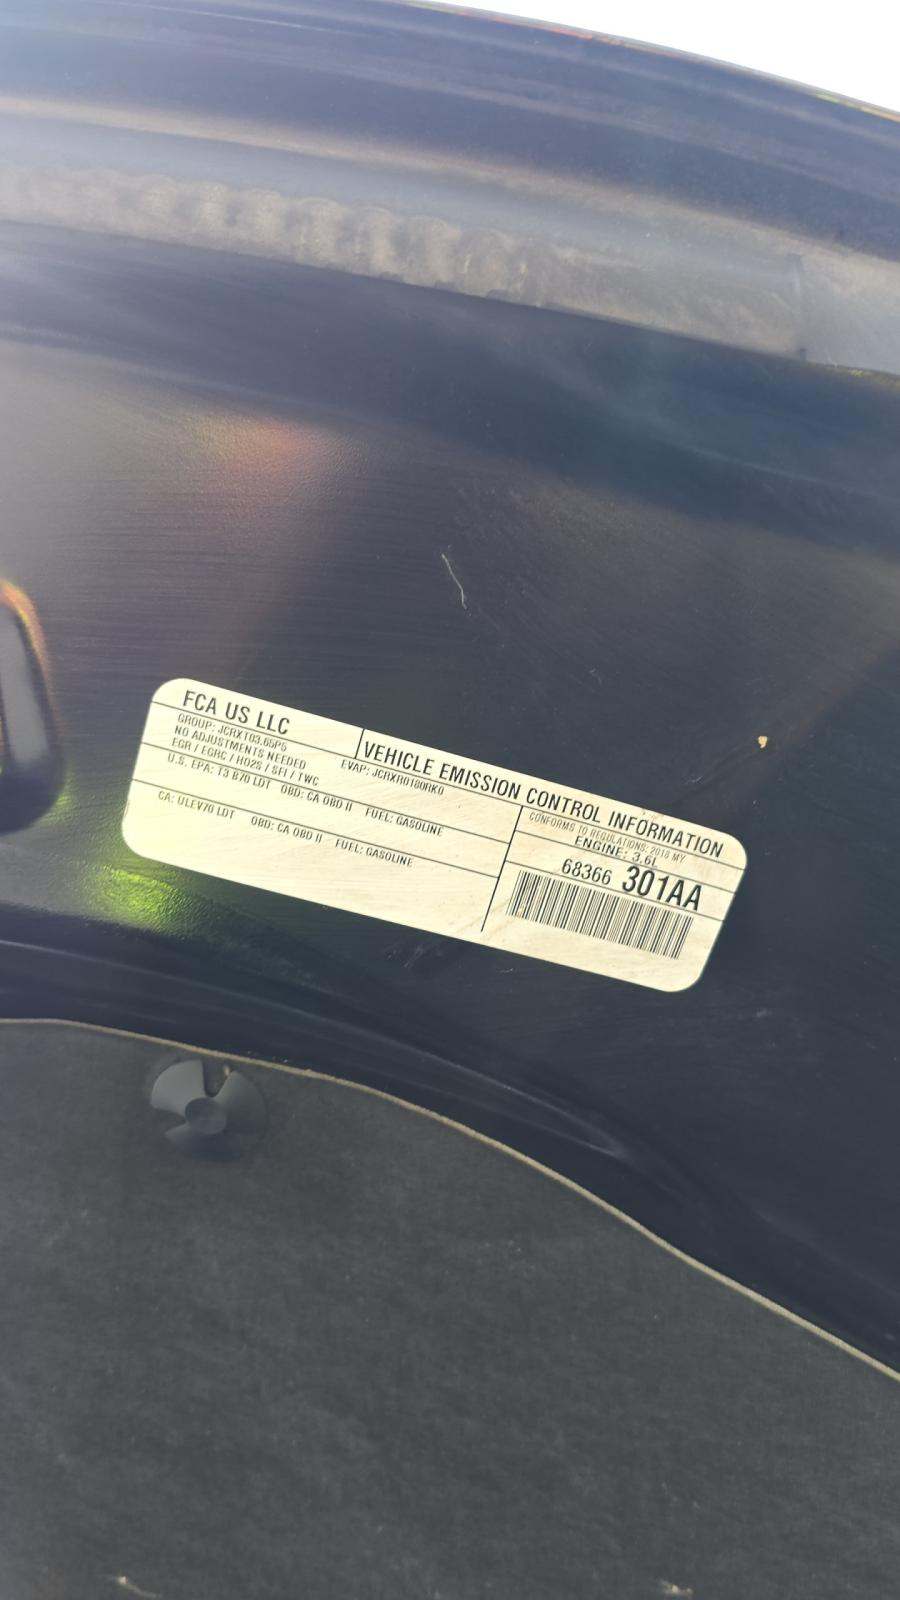 FCA US LLC
VEHICLE EMISSION CONTROL INFORMATION
GROUP: JCRXT03.65P5
EVAP: JCRXR0180RK0
NO ADJUSTMENTS NEEDED
EGR / EGRC / HO2S / SFI / TWC
U.S. EPA: T3 B70 LDT OBD: CA OBD II FUEL: GASOLINE
CA: ULEV70 LDT OBD: CA OBD II FUEL: GASOLINE
CONFORMS TO REGULATIONS: 2018 MY
ENGINE: 3.6L
68366 301AA